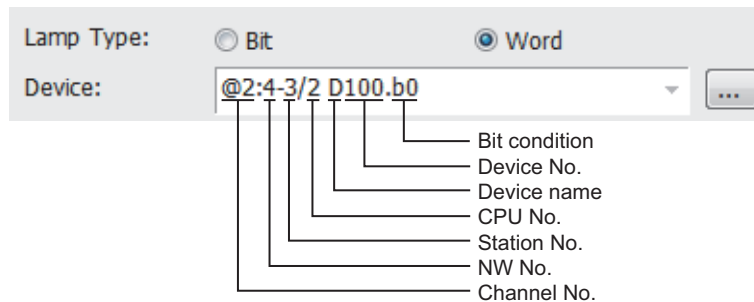 Lamp Type: Bit Word
Device: @2:4-3/2 D100.b0 ...
Bit condition
Device No.
Device name
CPU No.
Station No.
NW No.
Channel No.